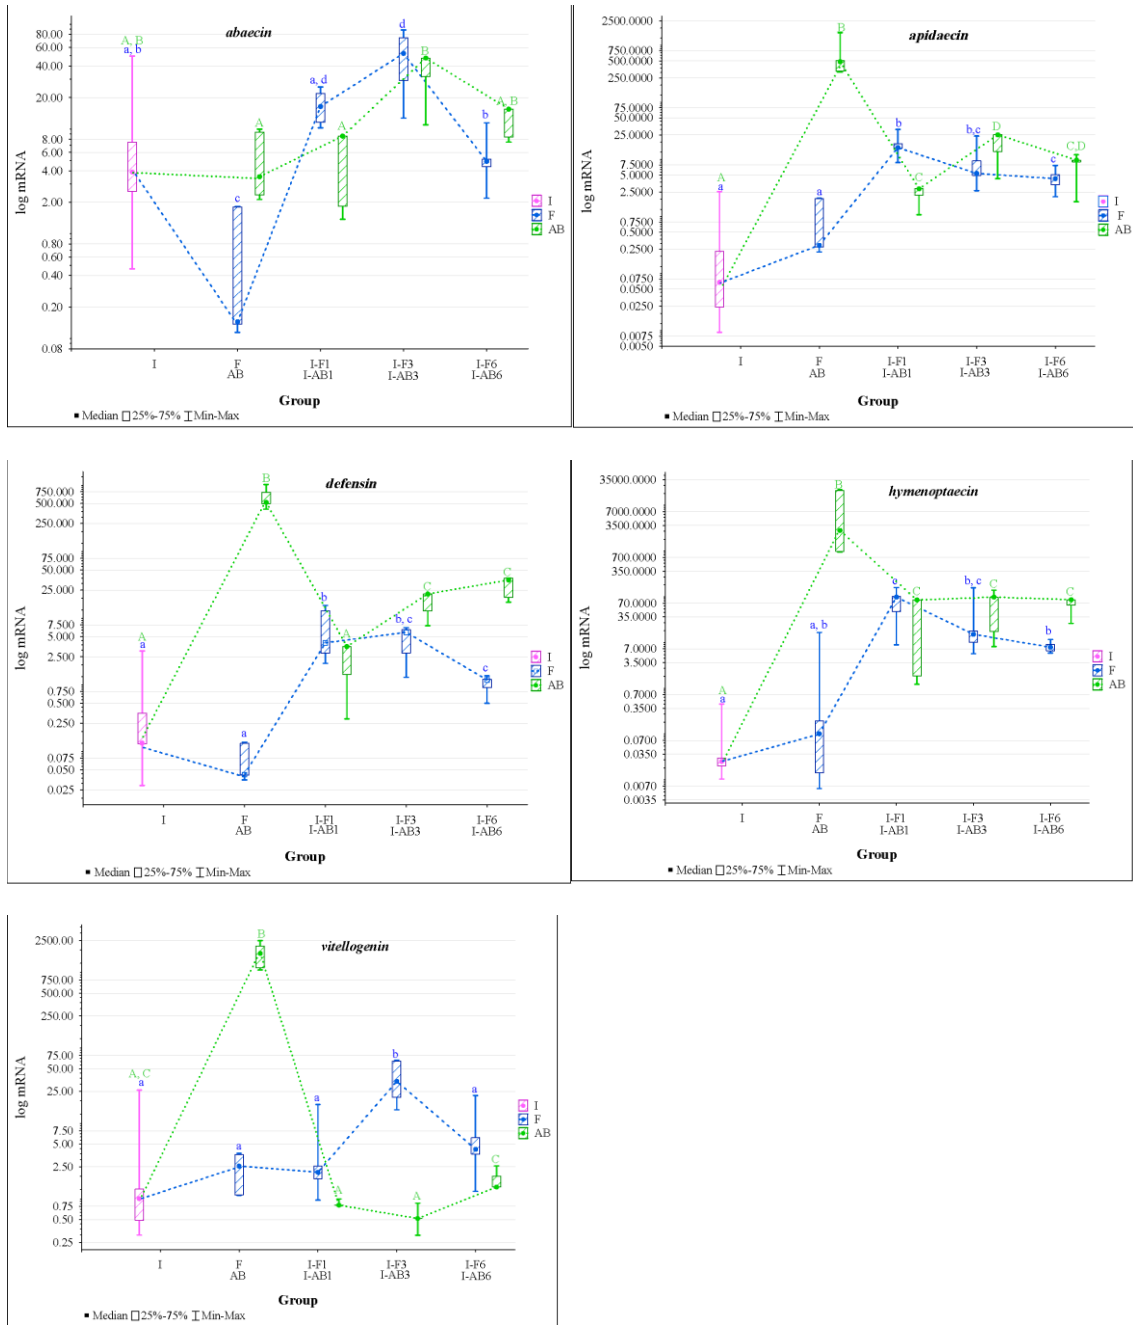 abaecin
80.00
60.00
40.00
20.00
8.00
6.00
4.00
2.00
0.80
0.60
0.40
0.20
0.08
log mRNA
A, B
a, b
c
A
a, d
A
d
B
b
A, B
I
F
AB
I
F
AB
I-F1
I-AB1
I-F3
I-AB3
I-F6
I-AB6
Group
Median 25%-75% Min-Max
apidaecin
2500.0000
750.0000
500.0000
250.0000
75.0000
50.0000
25.0000
7.5000
5.0000
2.5000
0.7500
0.5000
0.2500
0.0750
0.0500
0.0250
0.0075
0.0050
log mRNA
A
a
a
B
b
C
b,c
D
c
C,D
I
F
AB
I
F
AB
I-F1
I-AB1
I-F3
I-AB3
I-F6
I-AB6
Group
Median 25%-75% Min-Max
defensin
750.000
500.000
250.000
75.000
50.000
25.000
7.500
5.000
2.500
0.750
0.500
0.250
0.075
0.050
0.025
log mRNA
A
a
a
B
b
A
b, c
C
c
C
I
F
AB
I
F
AB
I-F1
I-AB1
I-F3
I-AB3
I-F6
I-AB6
Group
Median 25%-75% Min-Max
hymenoptaecin
35000.0000
7000.0000
3500.0000
700.0000
350.0000
70.0000
35.0000
7.0000
3.5000
0.7000
0.3500
0.0700
0.0350
0.0070
0.0035
log mRNA
A
a
a, b
B
c
C
b, c
C
b
C
I
F
AB
I
F
AB
I-F1
I-AB1
I-F3
I-AB3
I-F6
I-AB6
Group
Median 25%-75% Min-Max
vitellogenin
2500.00
750.00
500.00
250.00
75.00
50.00
25.00
7.50
5.00
2.50
0.75
0.50
0.25
log mRNA
A, C
a
a
B
a
A
b
A
a
C
I
F
AB
I
F
AB
I-F1
I-AB1
I-F3
I-AB3
I-F6
I-AB6
Group
Median 25%-75% Min-Max